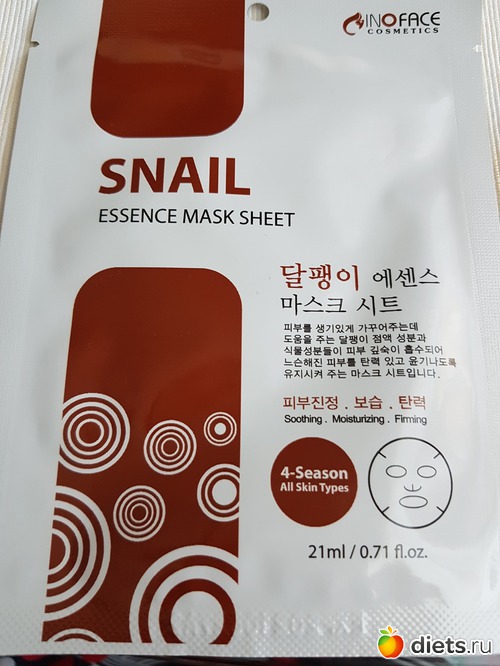 INOFACE
COSMETICS
SNAIL
ESSENCE MASK SHEET
달팽이 에센스
마스크 시트
피부를 생기있게 가꾸어주는데
도움을 주는 달팽이 점액 성분과
식물성분들이 피부 깊숙이 흡수되어
느슨해진 피부를 탄력 있고 윤기나도록
유지시켜 주는 마스크 시트입니다.
피부진정 . 보습 . 탄력
Soothing . Moisturizing . Firming
4-Season
All Skin Types
21ml / 0.71 fl.oz.
diets.ru